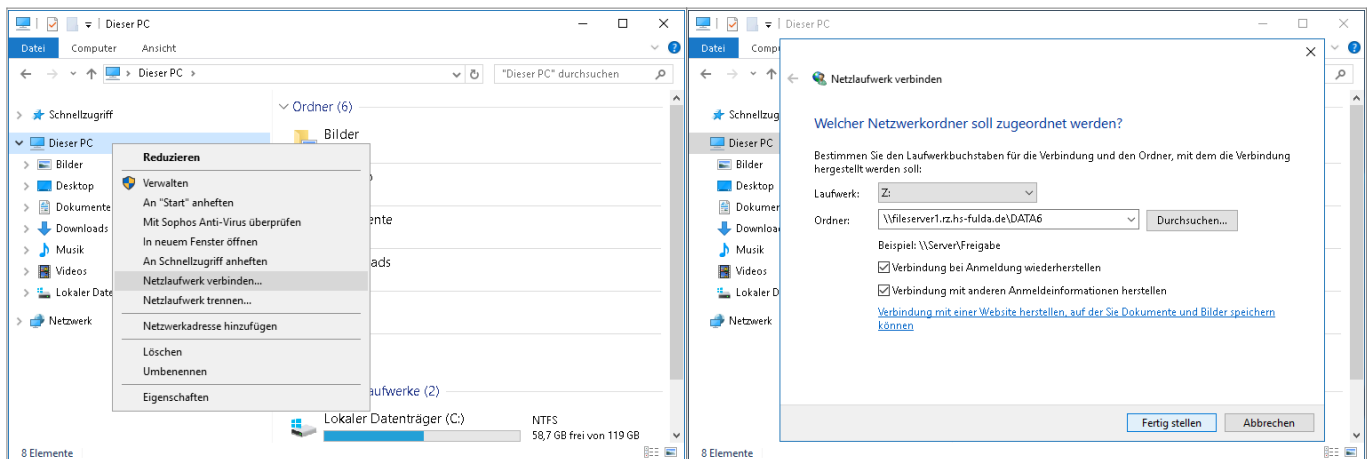 Dieser PC
Datei Computer Ansicht
Dieser PC
"Dieser PC" durchsuchen
Schnellzugriff
Dieser PC
Bilder
Desktop
Dokumente
Downloads
Musik
Videos
Lokaler Date
Netzwerk
Ordner (6)
Bilder
ente
ads
aufwerke (2)
Lokaler Datenträger (C:)
NTFS
58,7 GB frei von 119 GB
Reduzieren
Verwalten
An "Start" anheften
Mit Sophos Anti-Virus überprüfen
In neuem Fenster öffnen
An Schnellzugriff anheften
Netzlaufwerk verbinden...
Netzlaufwerk trennen...
Netzwerkadresse hinzufügen
Löschen
Umbenennen
Eigenschaften
8 Elemente
Dieser PC
Datei Comp
Schnellzug
Dieser PC
Bilder
Desktop
Dokumer
Downloa
Musik
Videos
Lokaler D
Netzwerk
Netzlaufwerk verbinden
Welcher Netzwerkordner soll zugeordnet werden?
Bestimmen Sie den Laufwerkbuchstaben für die Verbindung und den Ordner, mit dem die Verbindung
hergestellt werden soll:
Laufwerk: Z:
Ordner: \\fileserver1.rz.hs-fulda.de\DATA6 Durchsuchen...
Beispiel: \\Server\Freigabe
Verbindung bei Anmeldung wiederherstellen
Verbindung mit anderen Anmeldeinformationen herstellen
Verbindung mit einer Website herstellen, auf der Sie Dokumente und Bilder speichern
können
Fertig stellen Abbrechen
8 Elemente